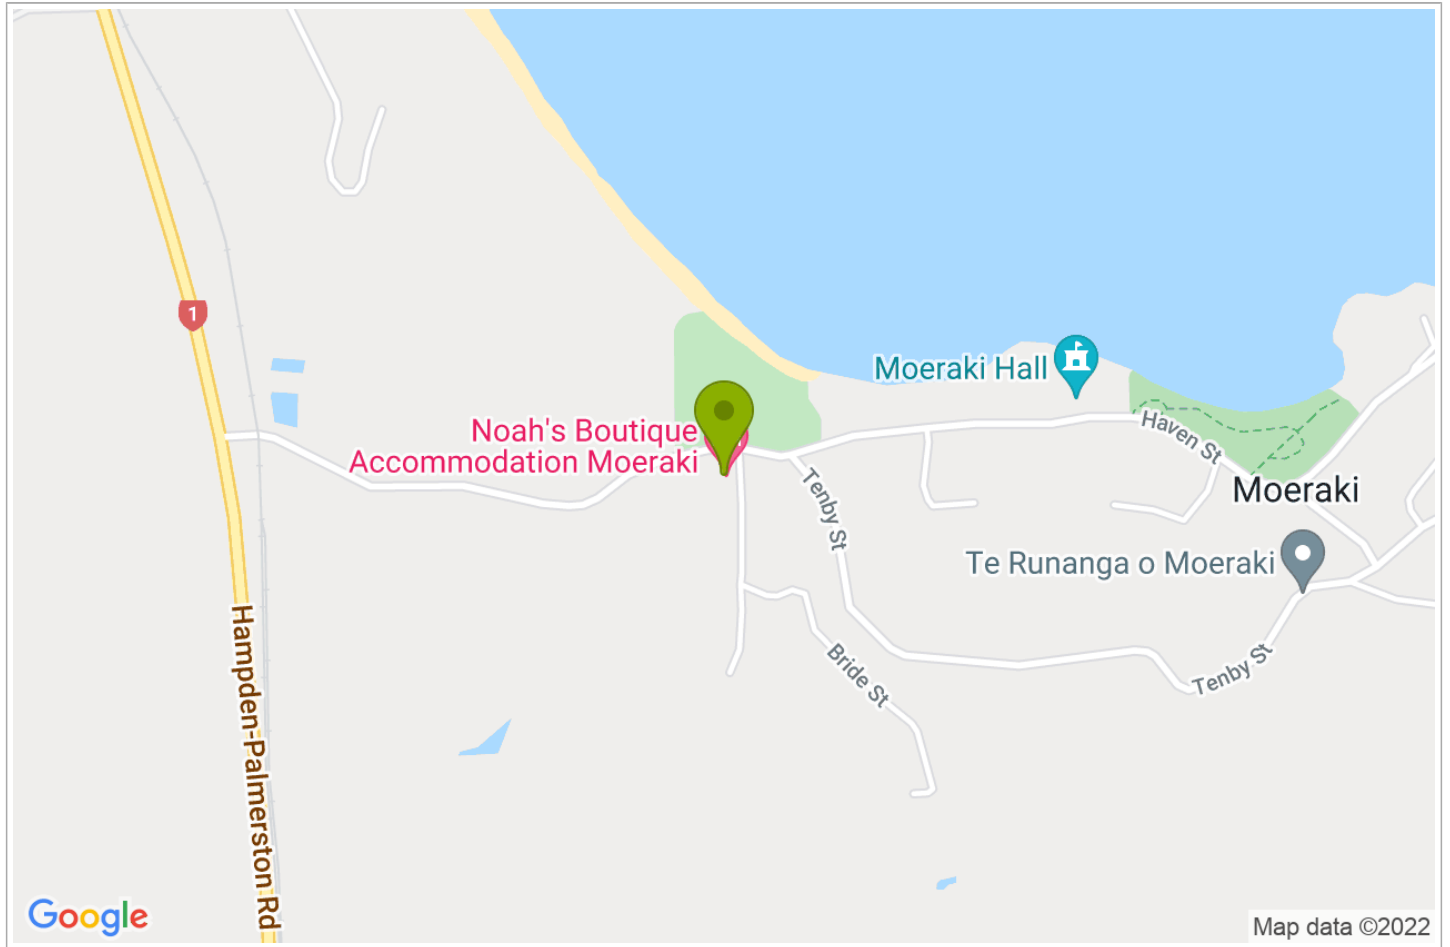 1
Moeraki Hall
Noah's Boutique
Accommodation Moeraki
Haven St
Tenby St
Moeraki
Te Runanga o Moeraki
Hampden-Palmerston Rd
Bride St
Tenby St
Google
Map data ©2022